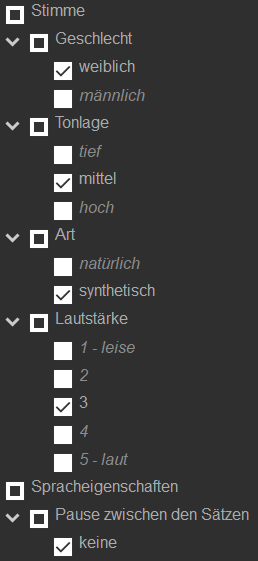 Stimme
Geschlecht
weiblich
männlich
Tonlage
tief
mittel
hoch
Art
natürlich
synthetisch
Lautstärke
1 - leise
2
3
4
5 - laut
Spracheigenschaften
Pause zwischen den Sätzen
keine